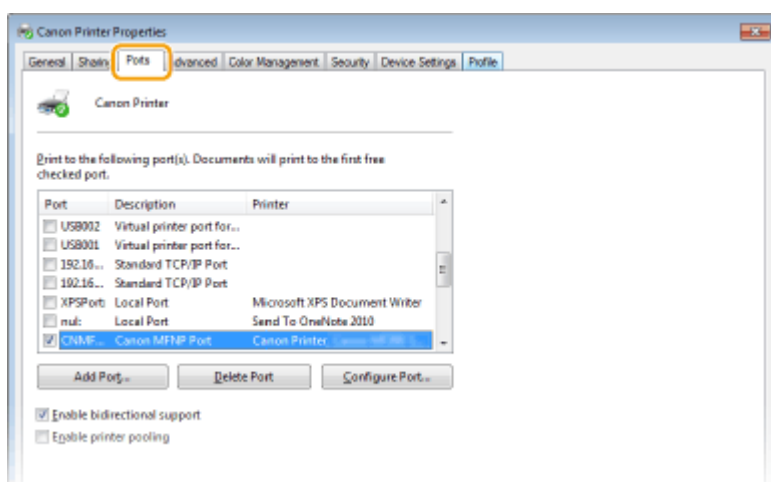 Canon Printer Properties
General Sharin Ports dvanced Color Management Security Device Settings Profile
Canon Printer
Print to the following port(s). Documents will print to the first free
checked port.
Port Description Printer
USB002 Virtual printer port for...
USB001 Virtual printer port for...
192.16... Standard TCP/IP Port
192.16... Standard TCP/IP Port
XPSPort: Local Port Microsoft XPS Document Writer
nul: Local Port Send To OneNote 2010
CNMF... Canon MFNP Port Canon Printer,
Add Port... Delete Port Configure Port...
Enable bidirectional support
Enable printer pooling